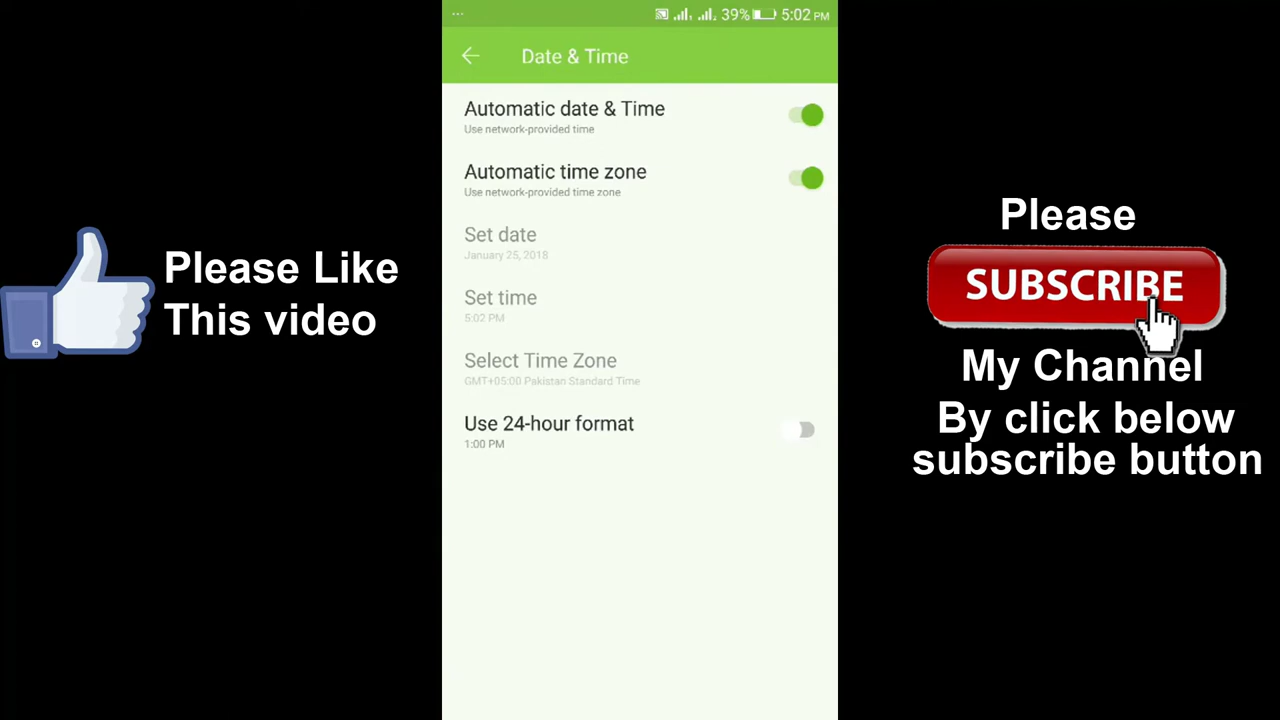 ... 39% 5:02 PM
Date & Time
Automatic date & Time
Use network-provided time
Automatic time zone
Use network-provided time zone
Set date
January 25, 2018
Set time
5:02 PM
Select Time Zone
GMT+05:00 Pakistan Standard Time
Use 24-hour format
1:00 PM
Please Like
This video
Please
SUBSCRIBE
My Channel
By click below
subscribe button